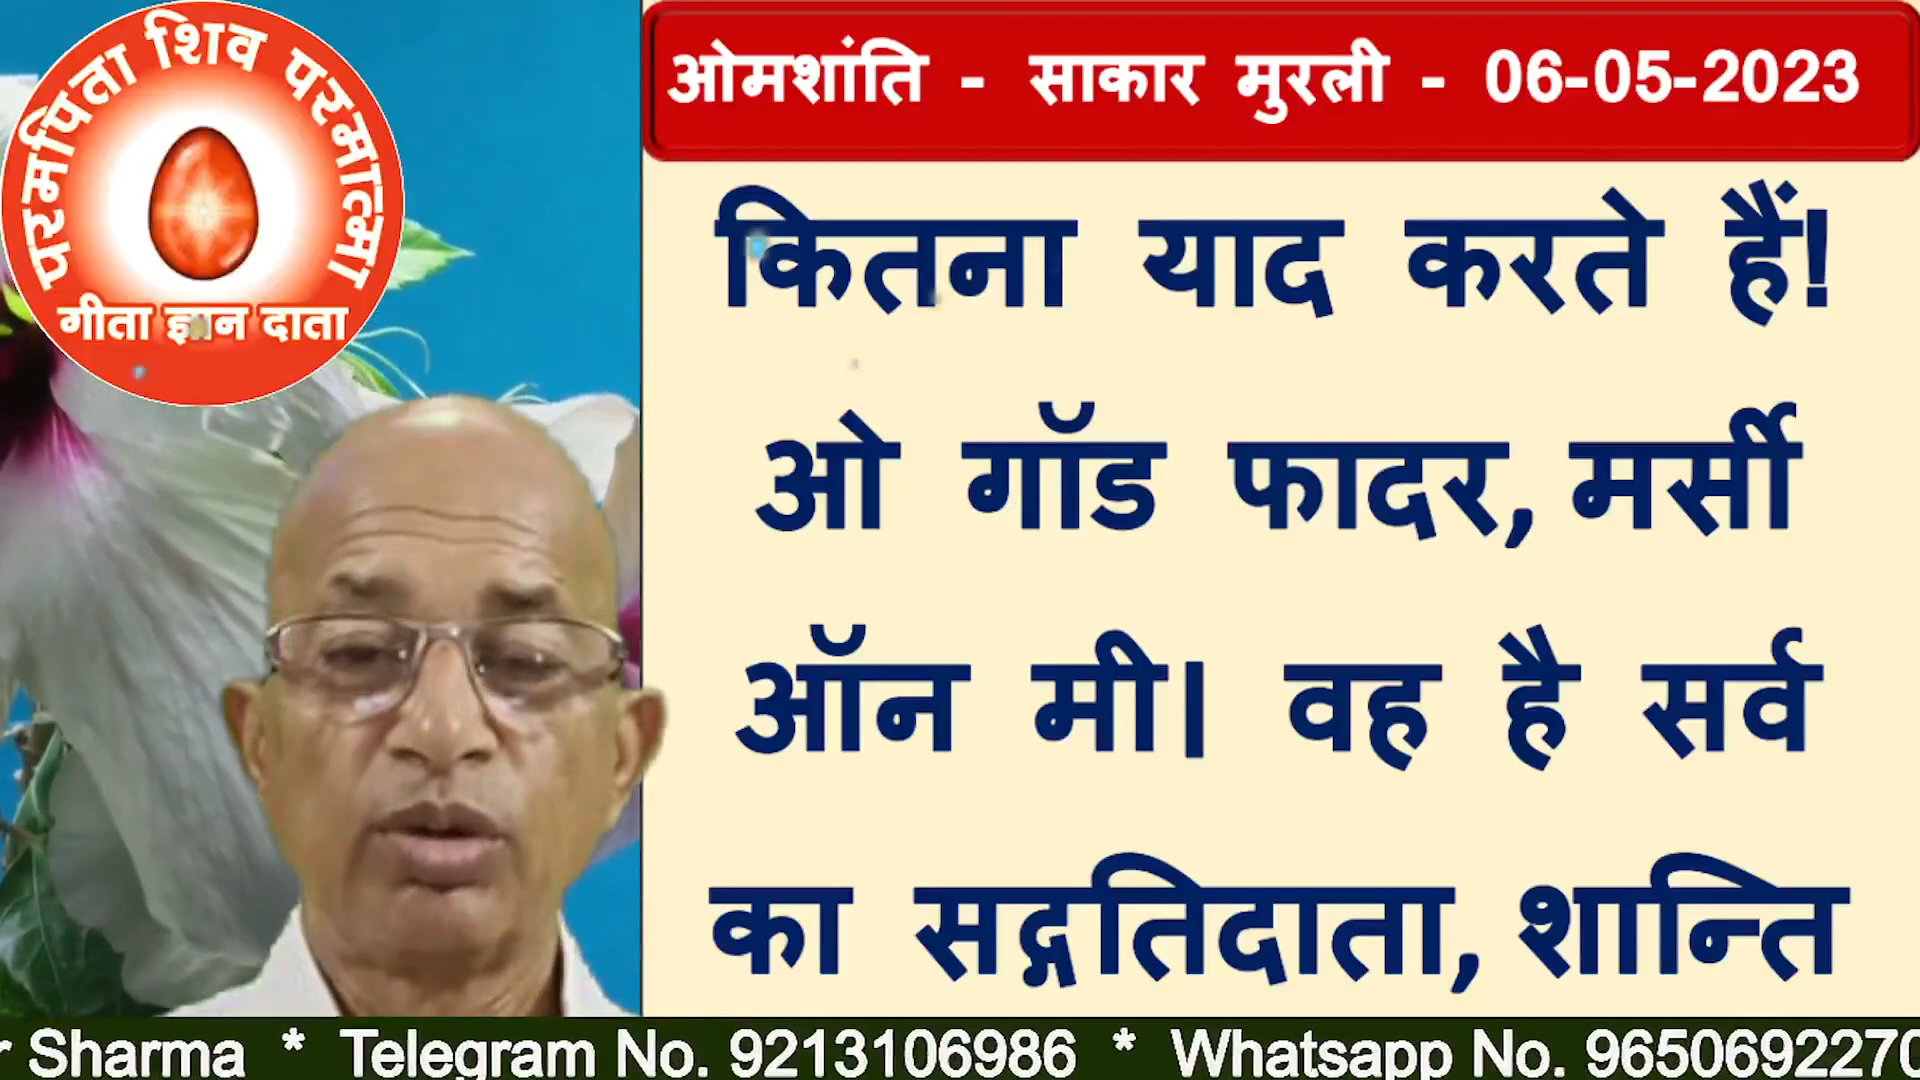 परमपिता शिव परमात्मा
गीता ज्ञान दाता
ओमशांति - साकार मुरली - 06-05-2023
कितना याद करते हैं!
ओ गॉड फादर, मर्सी
ऑन मी। वह है सर्व
का सद्गतिदाता, शान्ति
r Sharma * Telegram No. 9213106986 * Whatsapp No. 9650692270